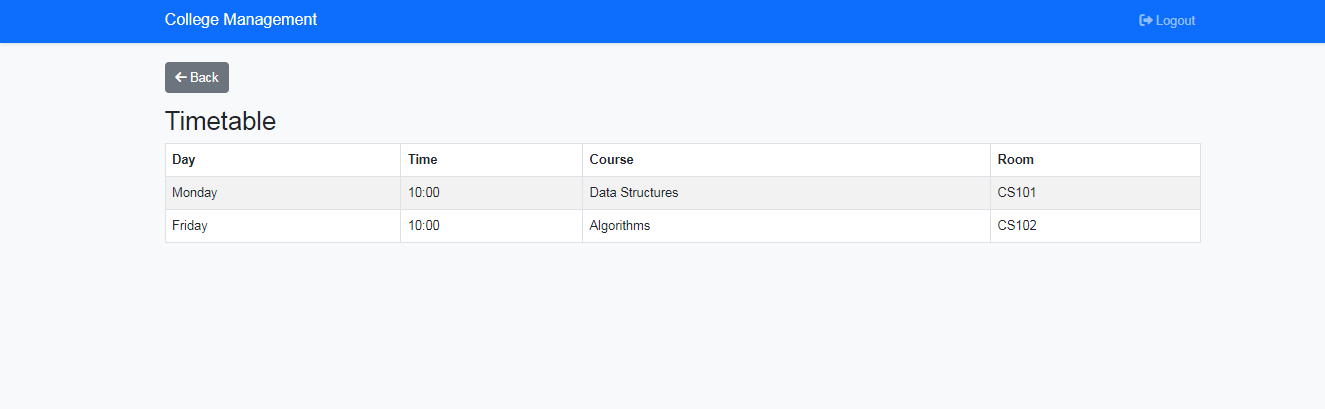 College Management Logout
Back
Timetable
Day Time Course Room
Monday 10:00 Data Structures CS101
Friday 10:00 Algorithms CS102